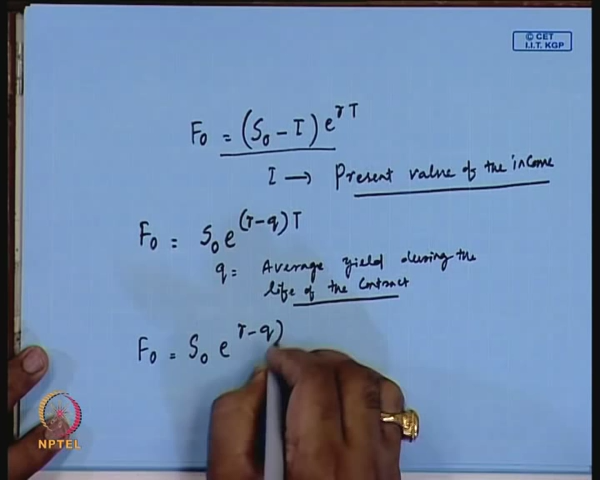 © CET
I.I.T. KGP
F₀ = (S₀ – I) e^{rT}
I → Present value of the income
F₀ = S₀ e^{(r–q)T}
q = Average yield during the
life of the contract
F₀ = S₀ e^{r–q)}
NPTEL